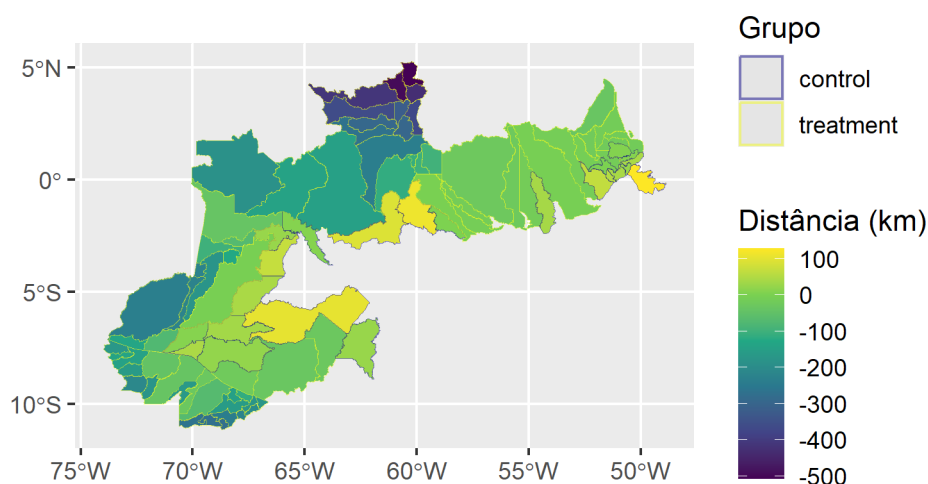 Grupo
control
treatment
Distância (km)
100
0
-100
-200
-300
-400
-500
5°N
0°
5°S
10°S
75°W 70°W 65°W 60°W 55°W 50°W